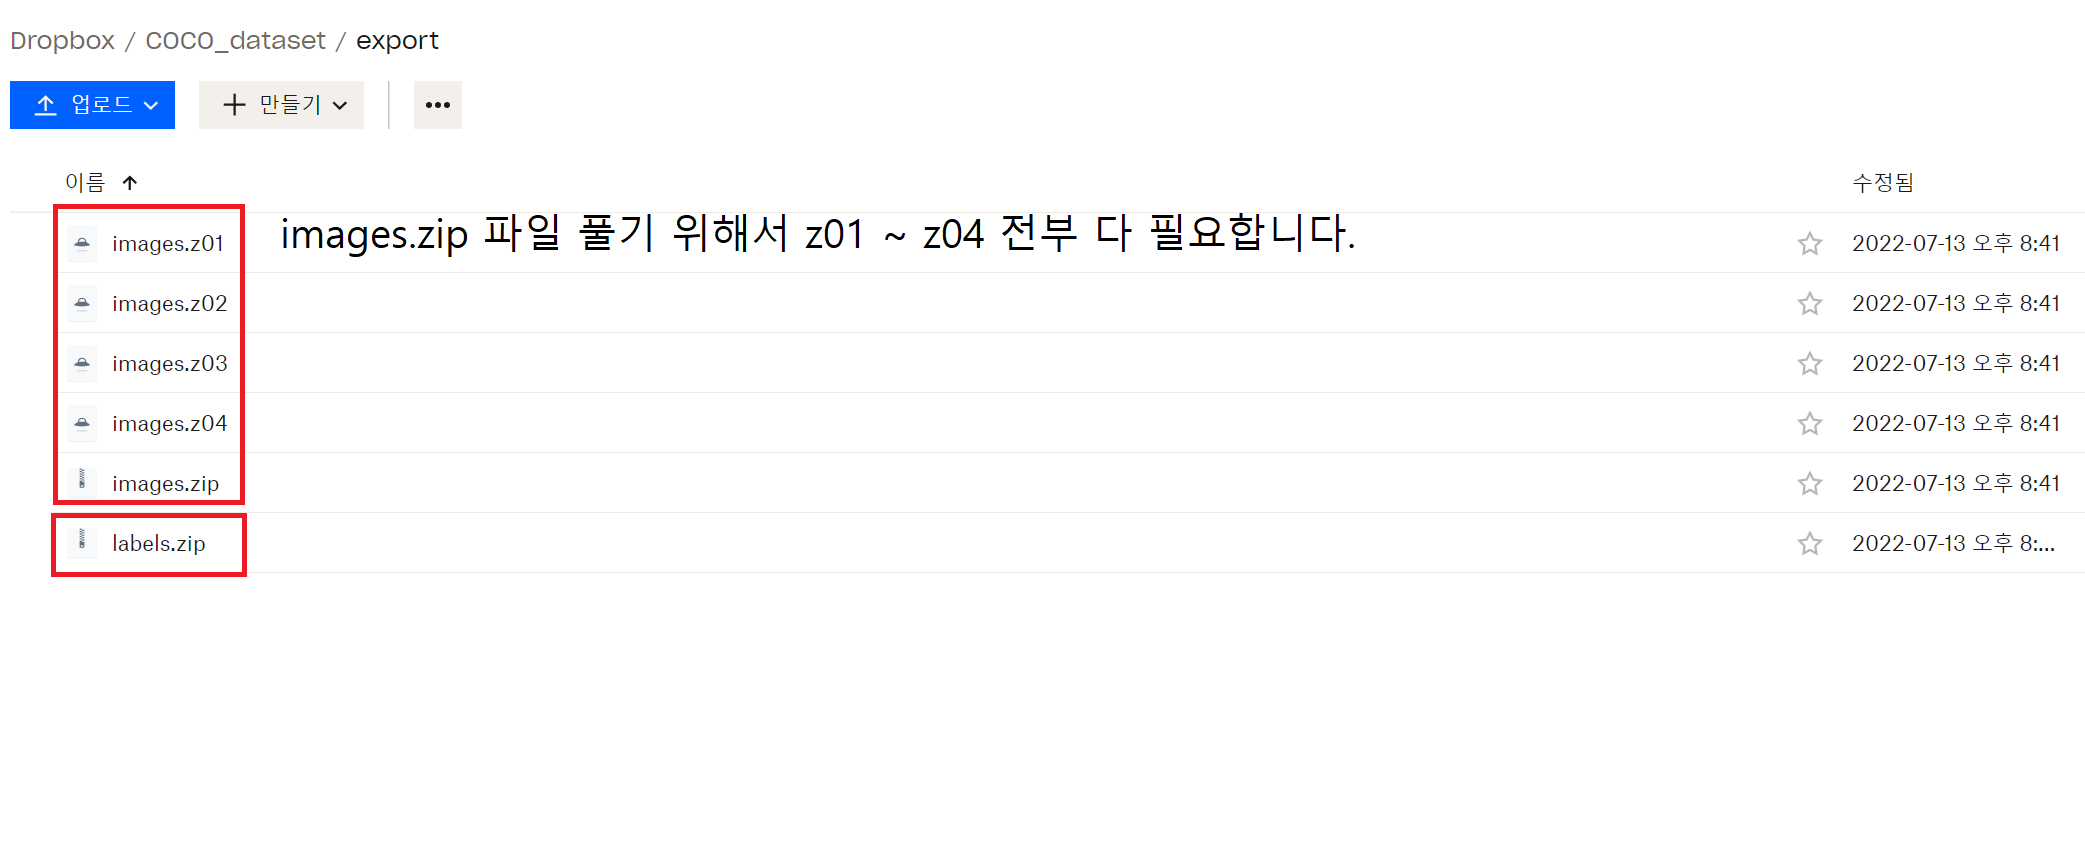 Dropbox / COCO_dataset / export
업로드 만들기
이름 수정됨
images.zip 파일 풀기 위해서 z01 ~ z04 전부 다 필요합니다.
images.z01 2022-07-13 오후 8:41
images.z02 2022-07-13 오후 8:41
images.z03 2022-07-13 오후 8:41
images.z04 2022-07-13 오후 8:41
images.zip 2022-07-13 오후 8:41
labels.zip 2022-07-13 오후 8:...